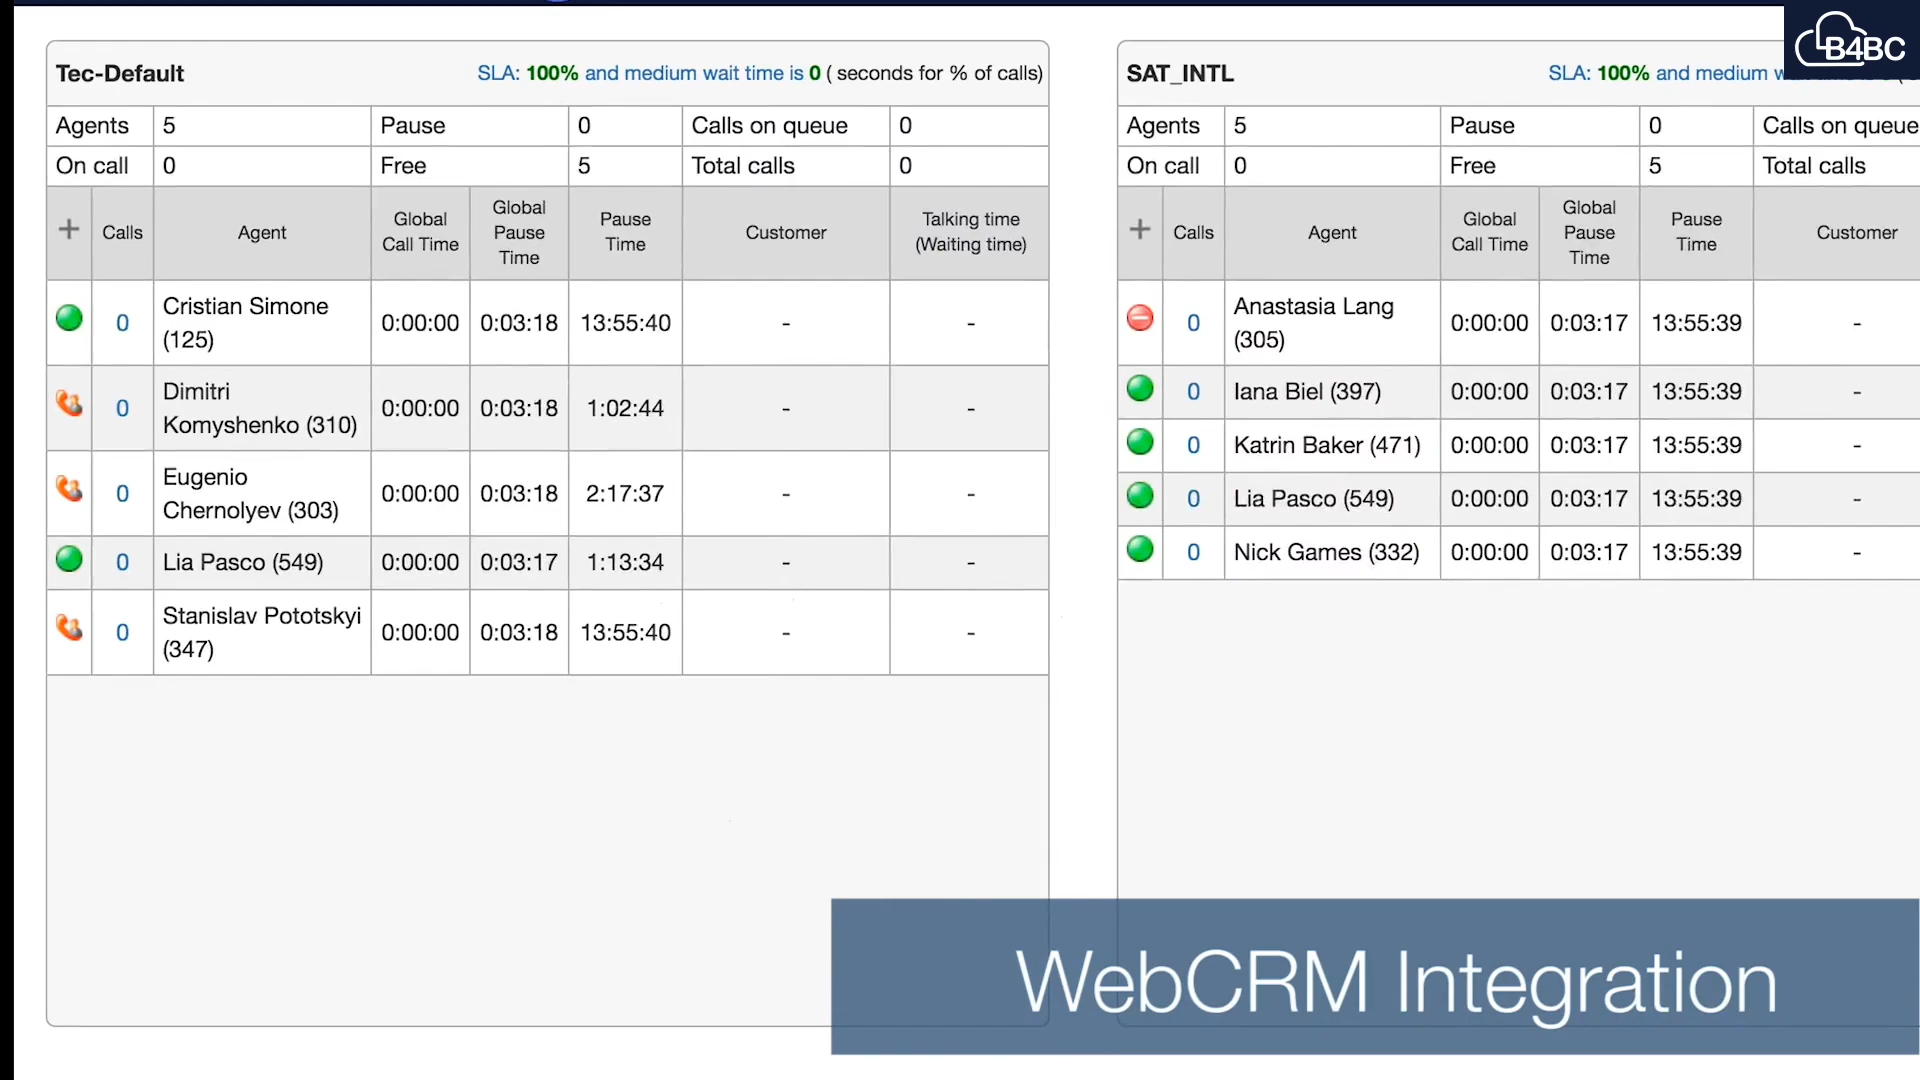 B4BC
Tec-Default
SLA: 100% and medium wait time is 0 ( seconds for % of calls)
Agents 5 Pause 0 Calls on queue 0
On call 0 Free 5 Total calls 0
+ Calls Agent Global Call Time Global Pause Time Pause Time Customer Talking time (Waiting time)
0 Cristian Simone (125) 0:00:00 0:03:18 13:55:40 - -
0 Dimitri Komyshenko (310) 0:00:00 0:03:18 1:02:44 - -
0 Eugenio Chernolyev (303) 0:00:00 0:03:18 2:17:37 - -
0 Lia Pasco (549) 0:00:00 0:03:17 1:13:34 - -
0 Stanislav Pototskyi (347) 0:00:00 0:03:18 13:55:40 - -
SAT_INTL
SLA: 100% and medium
Agents 5 Pause 0 Calls on queue
On call 0 Free 5 Total calls
+ Calls Agent Global Call Time Global Pause Time Pause Time Customer
0 Anastasia Lang (305) 0:00:00 0:03:17 13:55:39 -
0 Iana Biel (397) 0:00:00 0:03:17 13:55:39 -
0 Katrin Baker (471) 0:00:00 0:03:17 13:55:39 -
0 Lia Pasco (549) 0:00:00 0:03:17 13:55:39 -
0 Nick Games (332) 0:00:00 0:03:17 13:55:39 -
WebCRM Integration